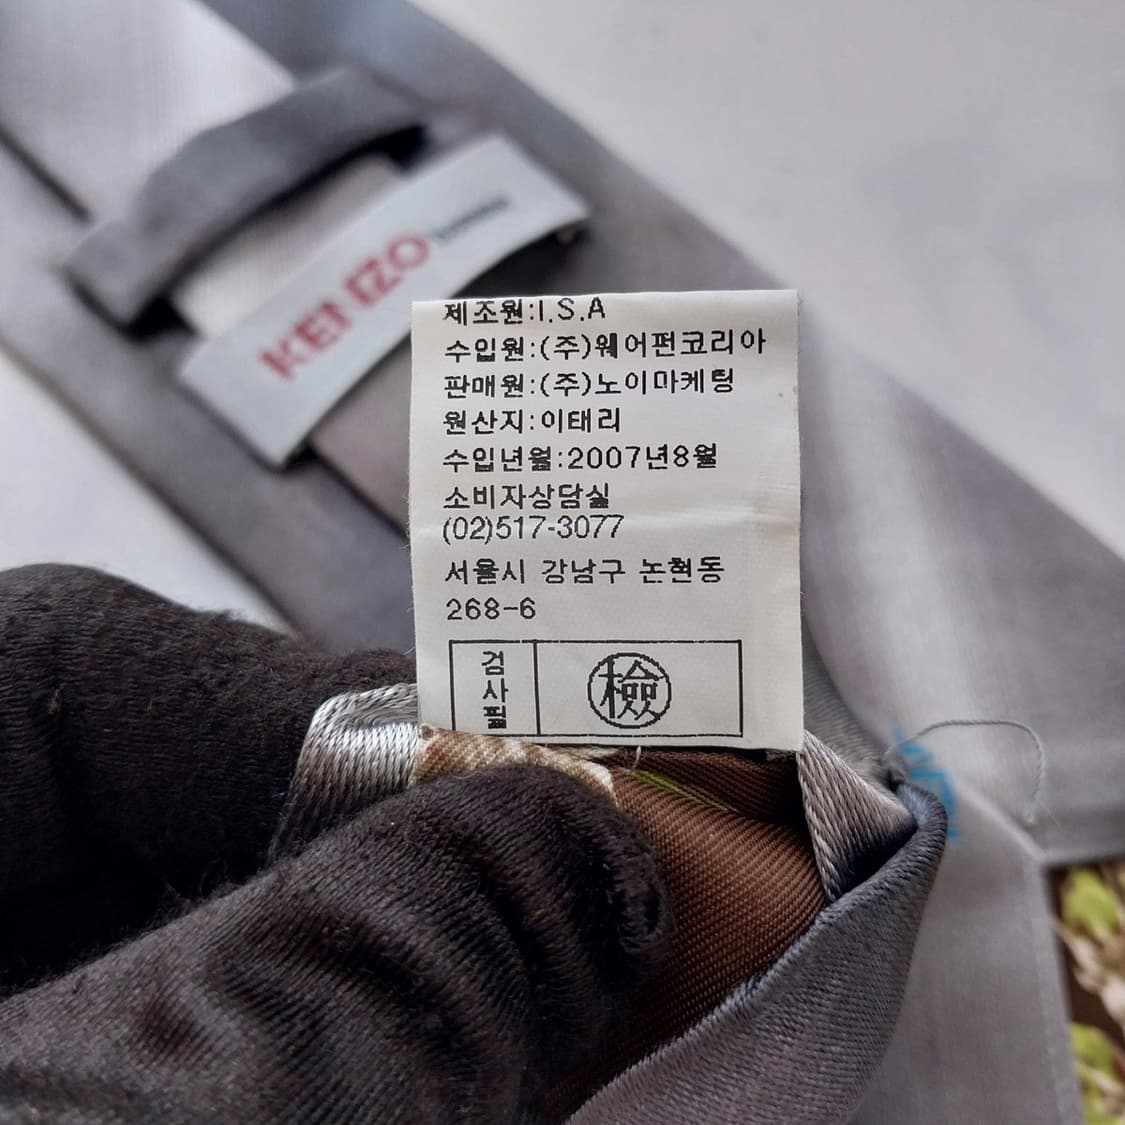 KENZO
제조원:I.S.A
수입원:(주)웨어펀코리아
판매원:(주)노이마케팅
원산지:이태리
수입년월:2007년8월
소비자상담실
(02)517-3077
서울시 강남구 논현동
268-6
검사필
檢